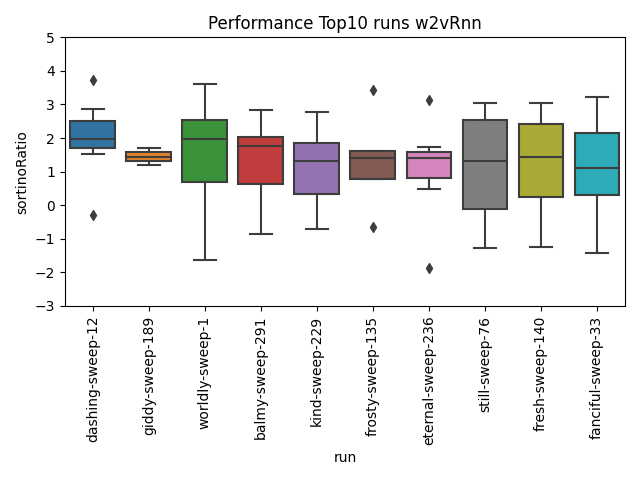 Performance Top10 runs w2vRnn
sortinoRatio
5
4
3
2
1
0
−1
−2
−3
dashing-sweep-12
giddy-sweep-189
worldly-sweep-1
balmy-sweep-291
kind-sweep-229
frosty-sweep-135
eternal-sweep-236
still-sweep-76
fresh-sweep-140
fanciful-sweep-33
run